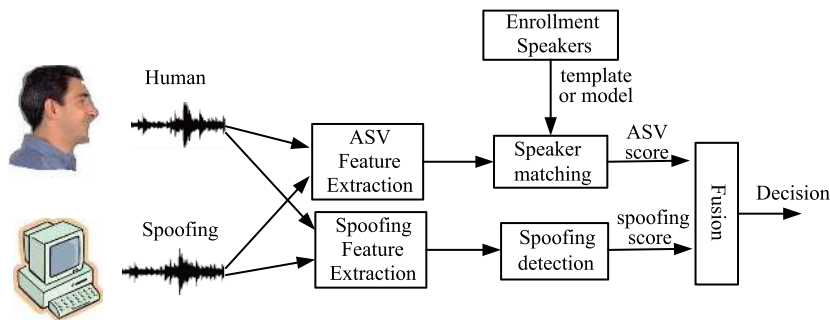 Enrollment
Speakers
Human
template
or model
ASV
Feature
Extraction
Speaker
matching
ASV
score
Fusion
Decision
Spoofing
Spoofing
Feature
Extraction
Spoofing
detection
spoofing
score